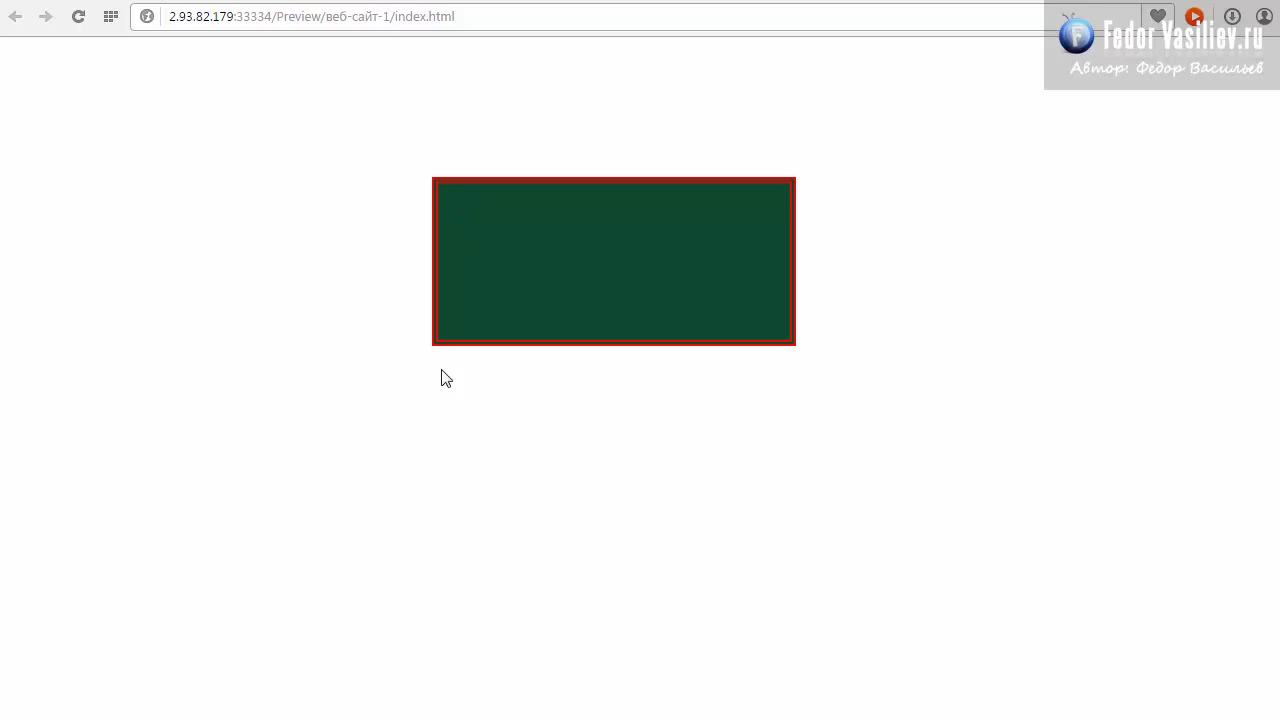 2.93.82.179:33334/Preview/веб-сайт-1/index.html
Fedor Vasiliev.ru
Автор: Федор Васильев